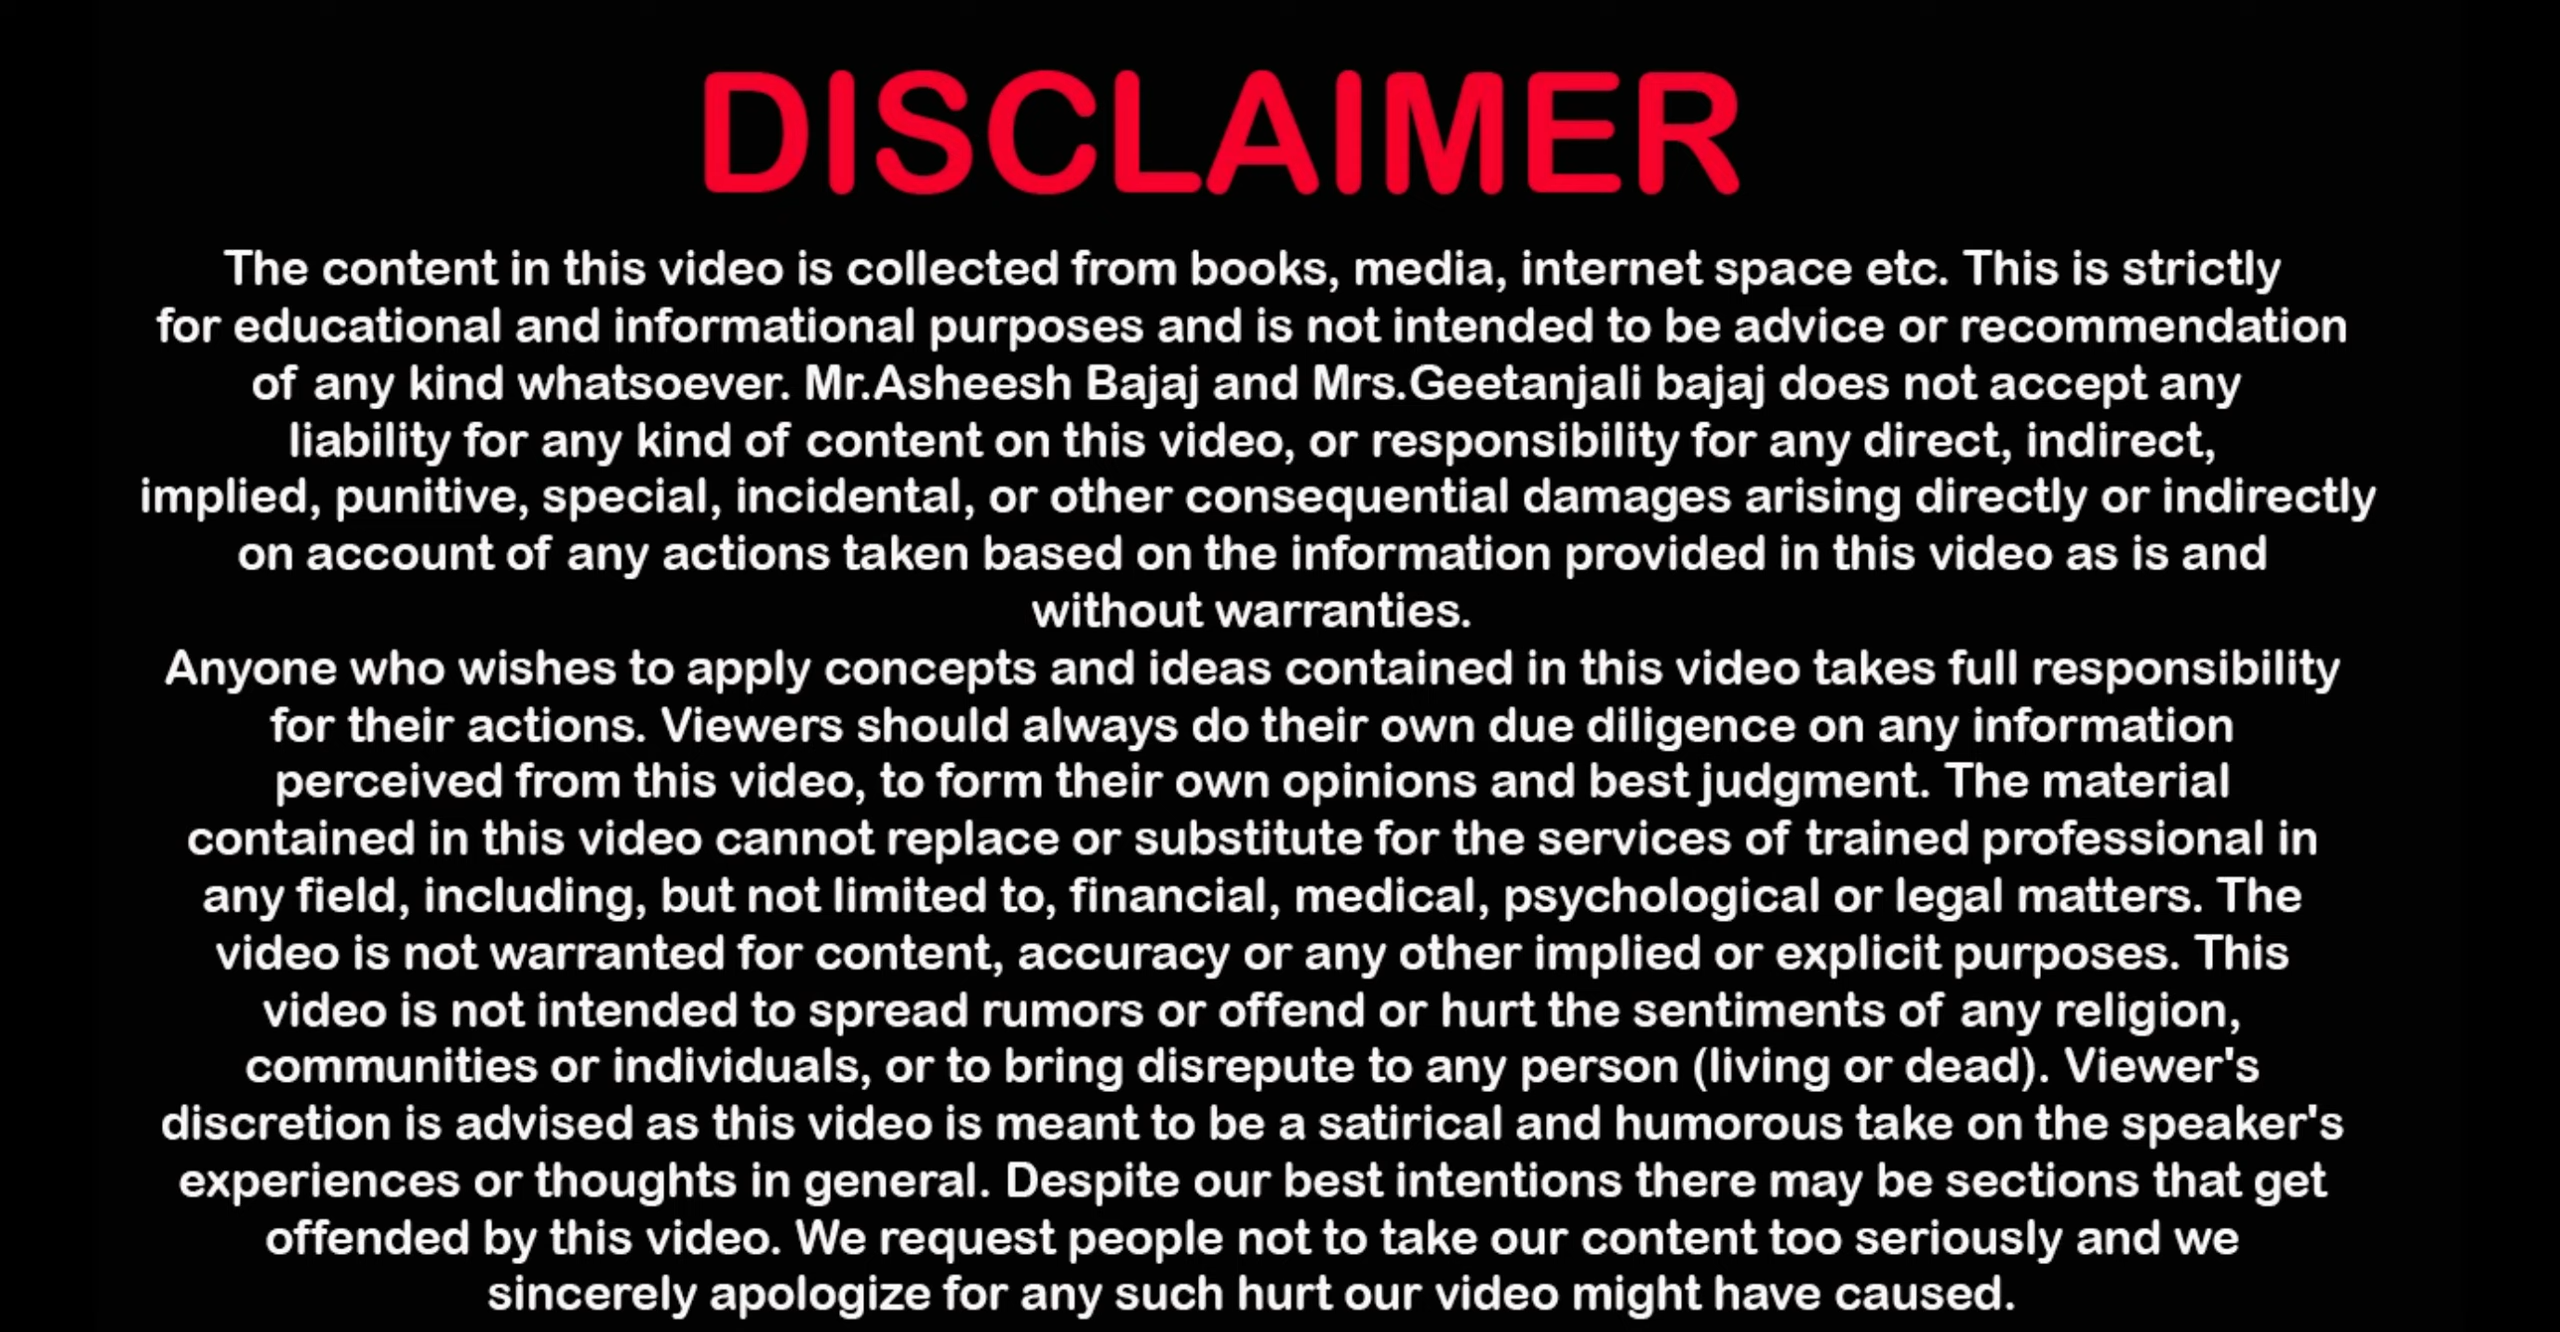 DISCLAIMER
The content in this video is collected from books, media, internet space etc. This is strictly
for educational and informational purposes and is not intended to be advice or recommendation
of any kind whatsoever. Mr.Asheesh Bajaj and Mrs.Geetanjali bajaj does not accept any
liability for any kind of content on this video, or responsibility for any direct, indirect,
implied, punitive, special, incidental, or other consequential damages arising directly or indirectly
on account of any actions taken based on the information provided in this video as is and
without warranties.
Anyone who wishes to apply concepts and ideas contained in this video takes full responsibility
for their actions. Viewers should always do their own due diligence on any information
perceived from this video, to form their own opinions and best judgment. The material
contained in this video cannot replace or substitute for the services of trained professional in
any field, including, but not limited to, financial, medical, psychological or legal matters. The
video is not warranted for content, accuracy or any other implied or explicit purposes. This
video is not intended to spread rumors or offend or hurt the sentiments of any religion,
communities or individuals, or to bring disrepute to any person (living or dead). Viewer's
discretion is advised as this video is meant to be a satirical and humorous take on the speaker's
experiences or thoughts in general. Despite our best intentions there may be sections that get
offended by this video. We request people not to take our content too seriously and we
sincerely apologize for any such hurt our video might have caused.